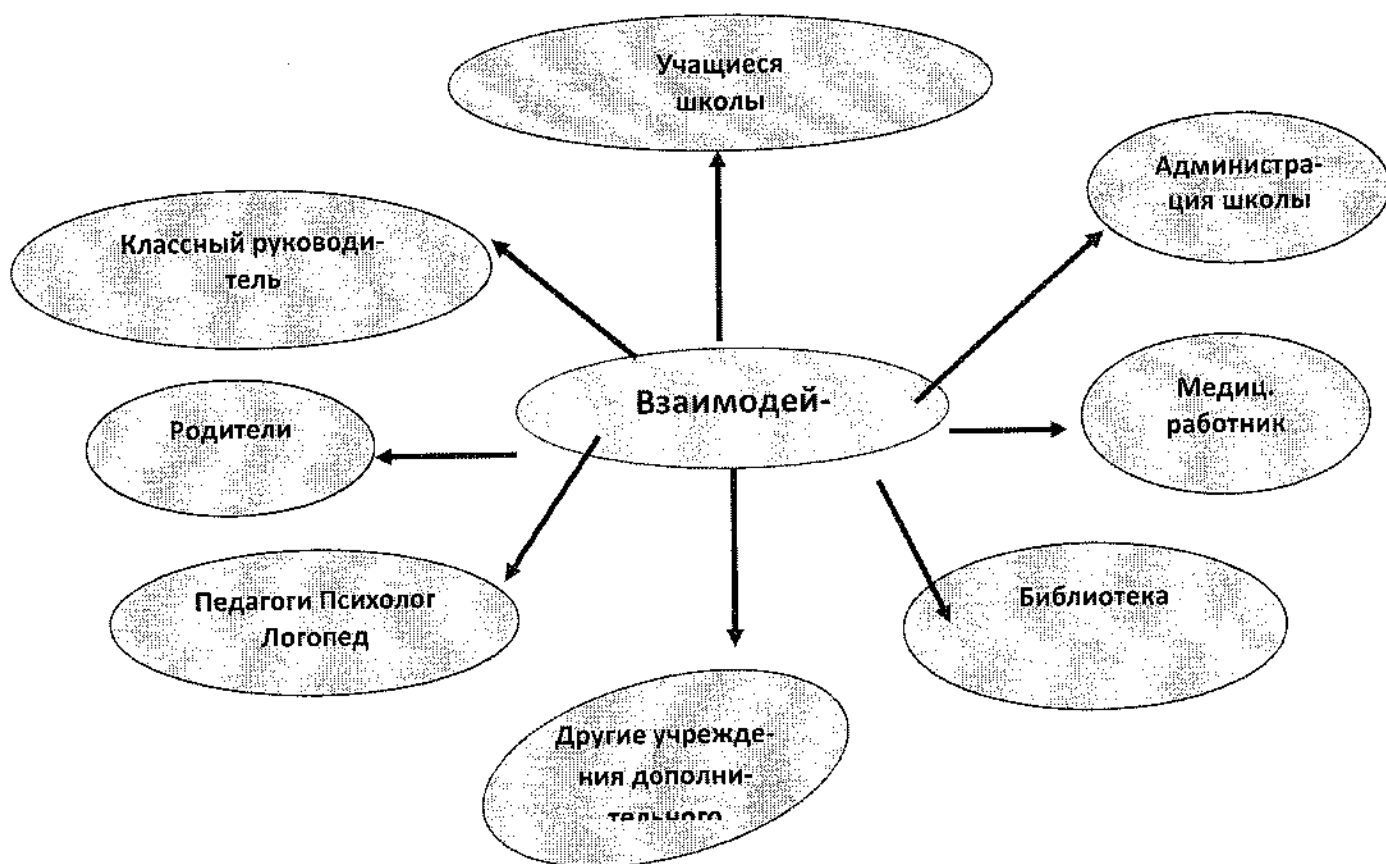 Учащиеся
школы
Администра-
ция школы
Классный руководи-
тель
Взаимодей-
Медиц.
работник
Родители
Педагоги Психолог
Логопед
Библиотека
Другие учрежде-
ния дополни-
тельного